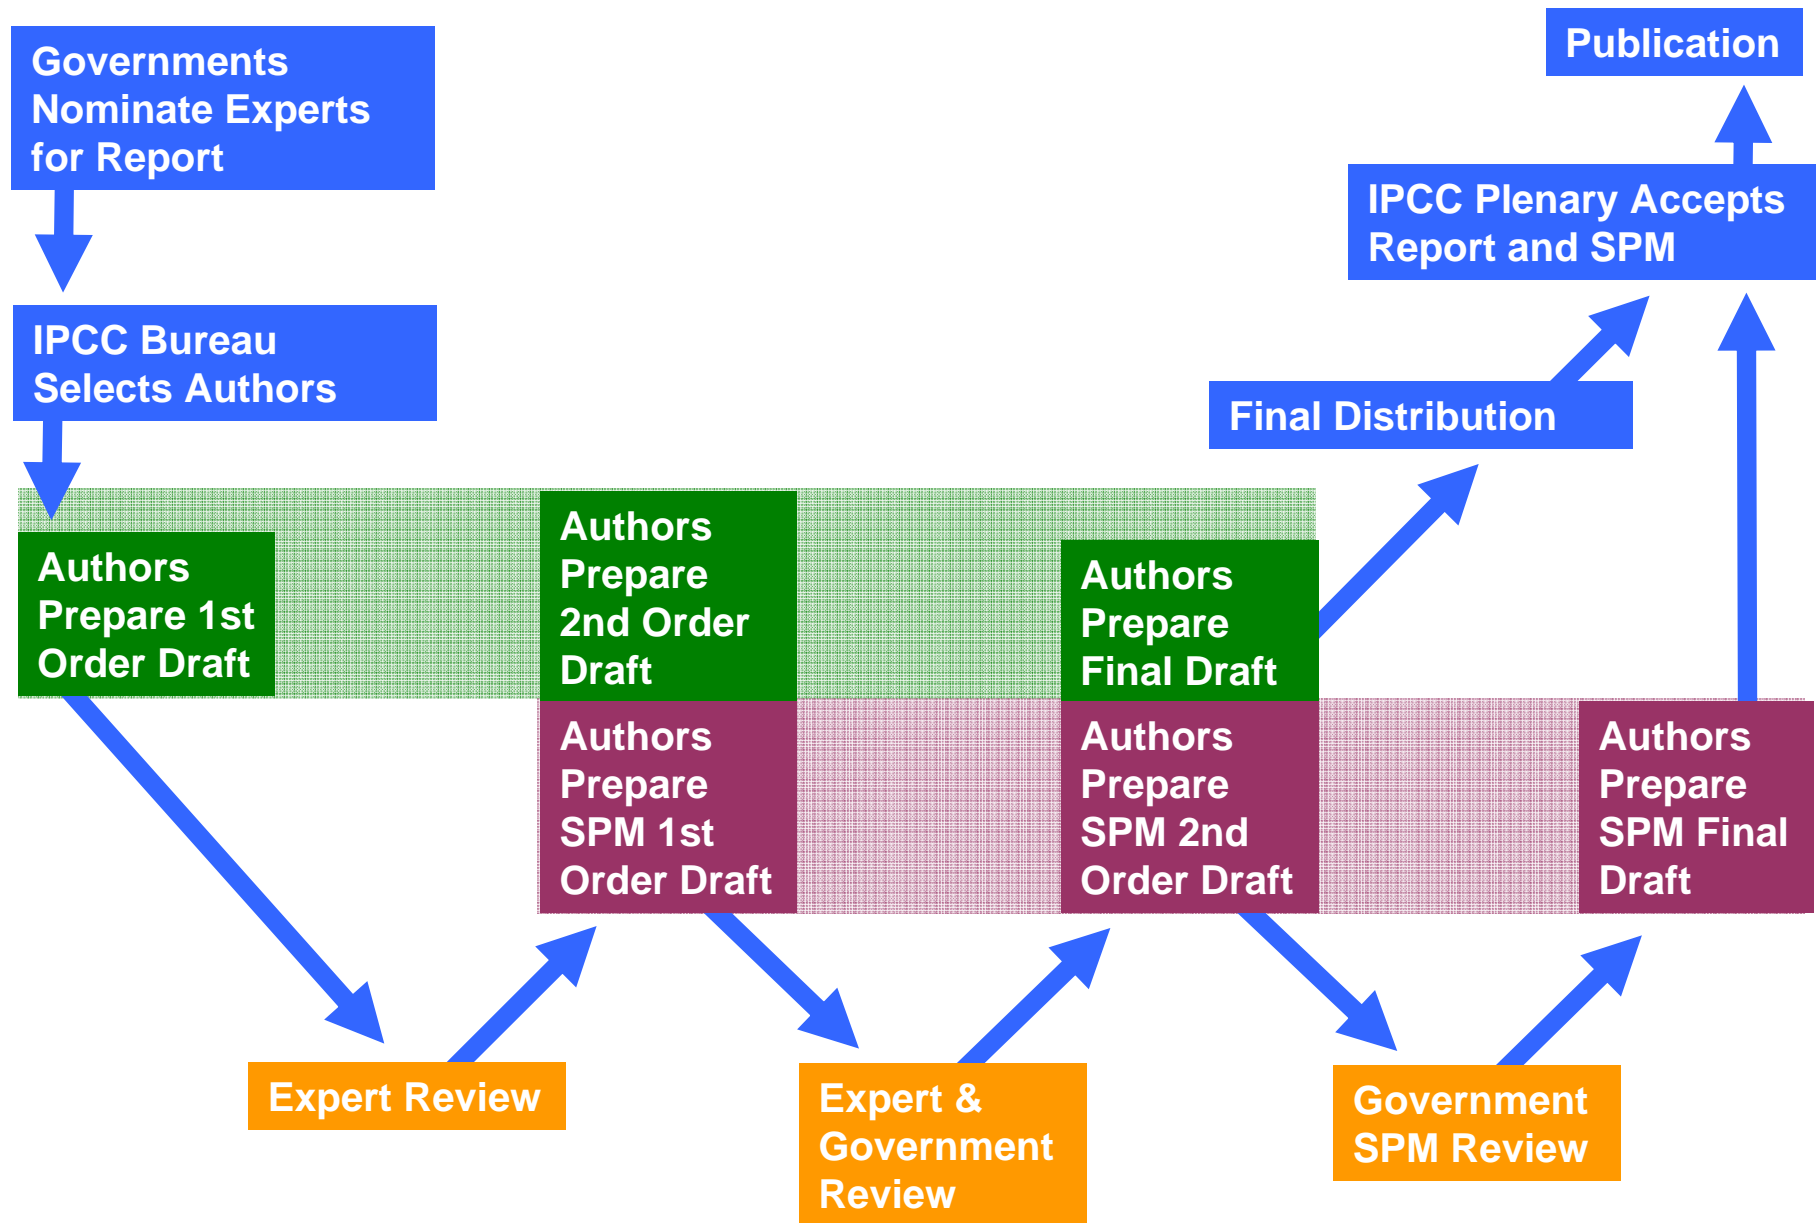 Governments
Nominate Experts
for Report
IPCC Bureau
Selects Authors
Publication
IPCC Plenary Accepts
Report and SPM
Final Distribution
Authors
Prepare 1st
Order Draft
Authors
Prepare
2nd Order
Draft
Authors
Prepare
Final Draft
Authors
Prepare
SPM 1st
Order Draft
Authors
Prepare
SPM 2nd
Order Draft
Authors
Prepare
SPM Final
Draft
Expert Review
Expert &
Government
Review
Government
SPM Review